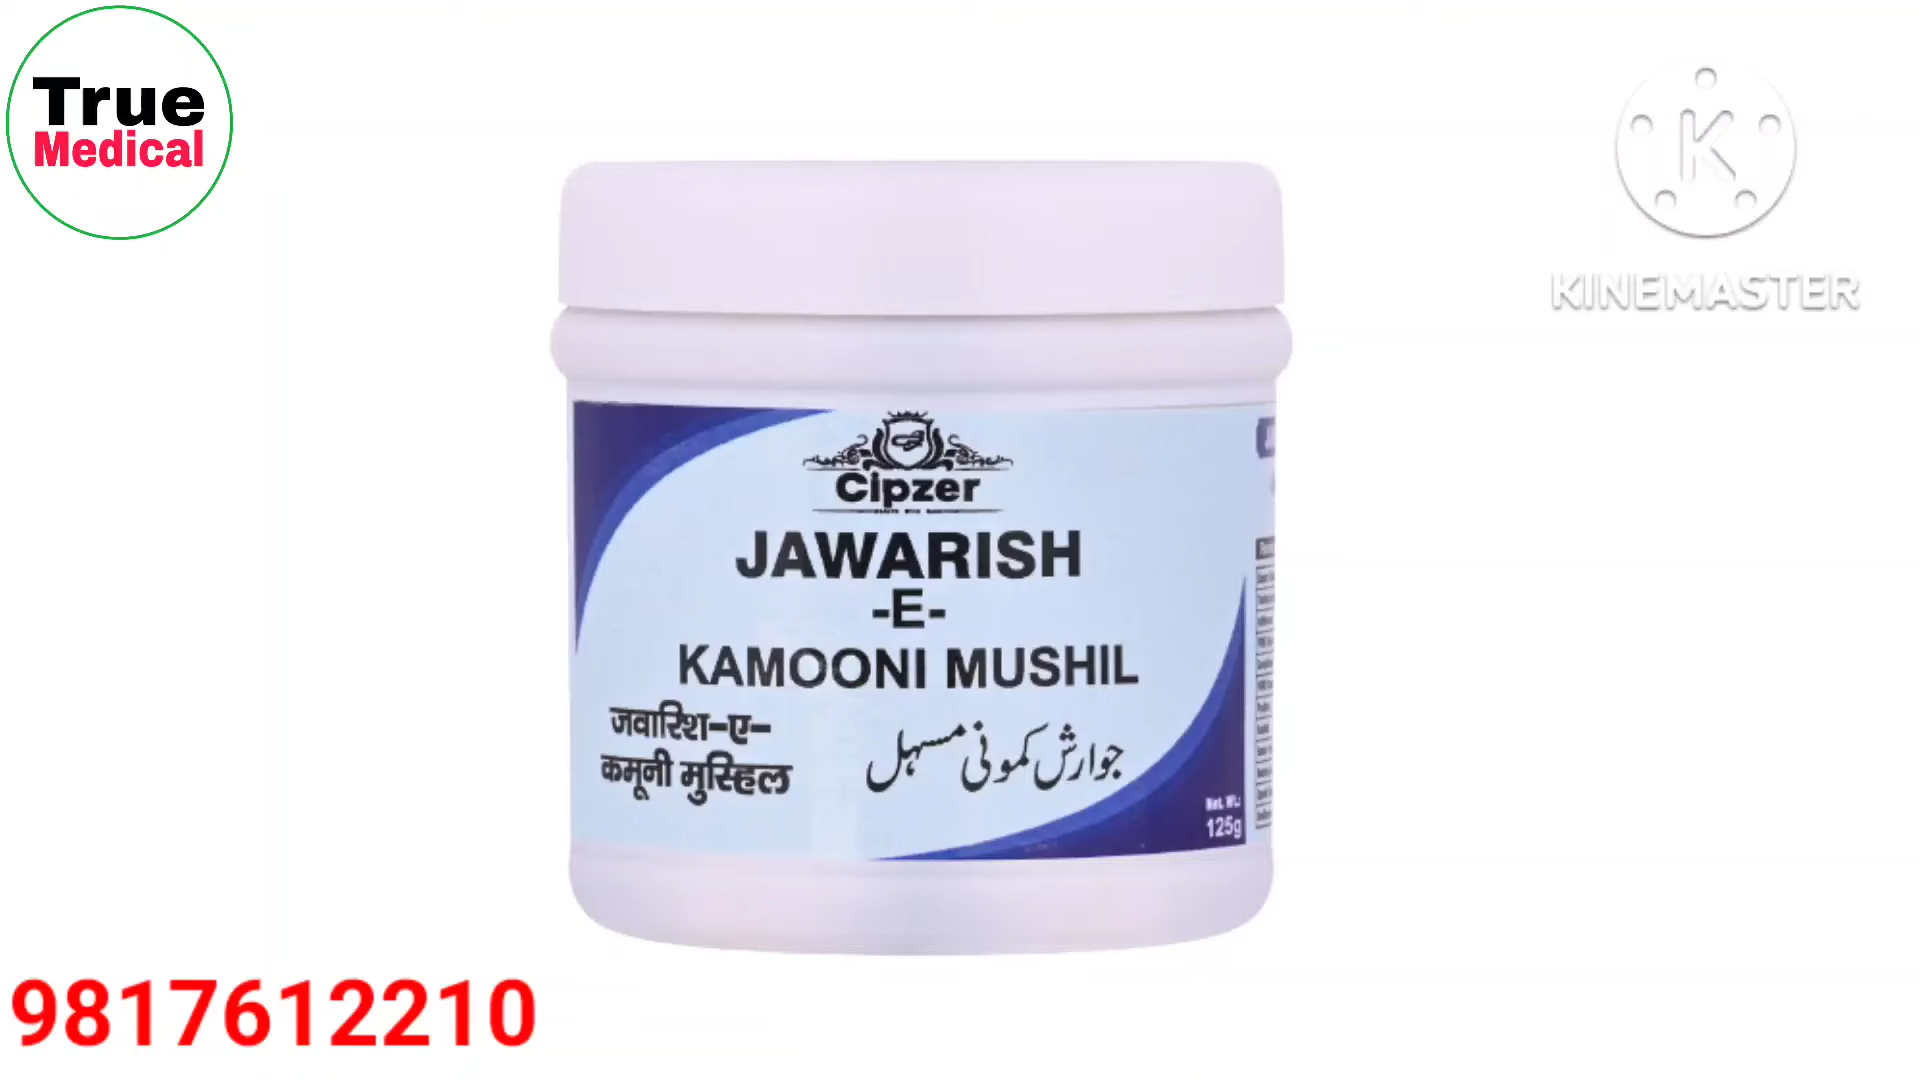 True
Medical
KINEMASTER
Cipzer
JAWARISH
-E-
KAMOONI MUSHIL
जवारिश-ए-
कमूनी मुस्हिल
جوارش کمونی مسہل
Net. Wt.:
125g
9817612210